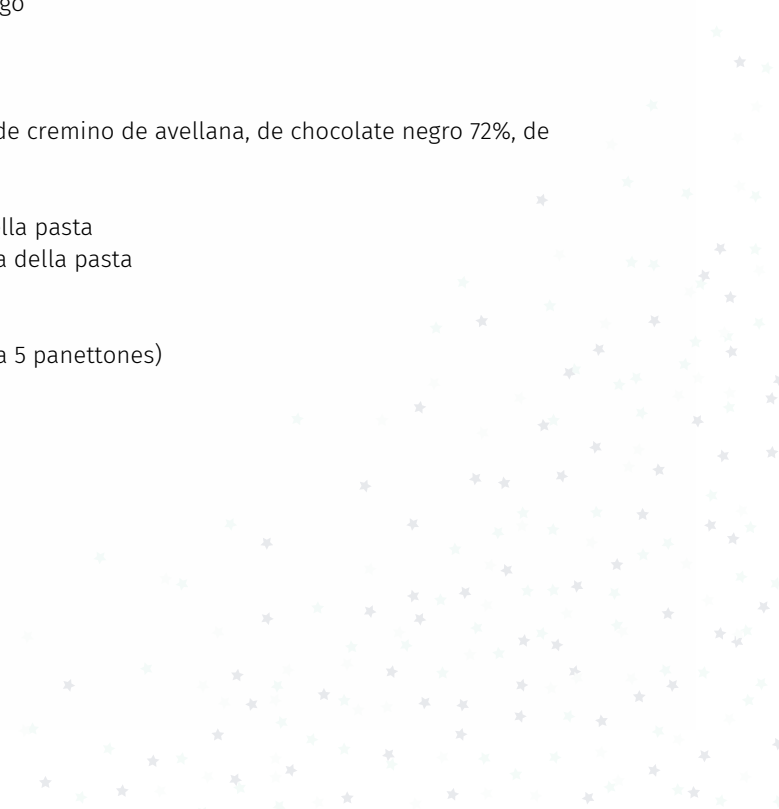 go
de cremino de avellana, de chocolate negro 72%, de
lla pasta
a della pasta
a 5 panettones)